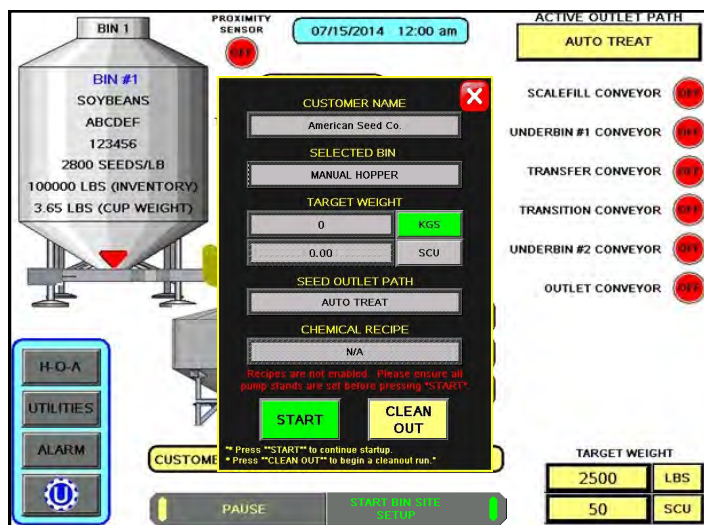 BIN 1
PROXIMITY
SENSOR
OFF
07/15/2014 12:00 am
ACTIVE OUTLET PATH
AUTO TREAT
BIN #1
SOYBEANS
ABCDEF
123456
2800 SEEDS/LB
100000 LBS (INVENTORY)
3.65 LBS (CUP WEIGHT)
CUSTOMER NAME
American Seed Co.
SELECTED BIN
MANUAL HOPPER
TARGET WEIGHT
0 KGS
0.00 SCU
SEED OUTLET PATH
AUTO TREAT
CHEMICAL RECIPE
N/A
Recipes are not enabled. Please ensure all
pump stands are set before pressing "START".
START
CLEAN
OUT
"* Press ""START"" to continue startup.
* Press ""CLEAN OUT"" to begin a cleanout run."
SCALEFILL CONVEYOR OFF
UNDERBIN #1 CONVEYOR OFF
TRANSFER CONVEYOR OFF
TRANSITION CONVEYOR OFF
UNDERBIN #2 CONVEYOR OFF
OUTLET CONVEYOR OFF
H-O-A
UTILITIES
ALARM
U
CUSTOME
PAUSE
START BIN SITE
SETUP
TARGET WEIGHT
2500 LBS
50 SCU